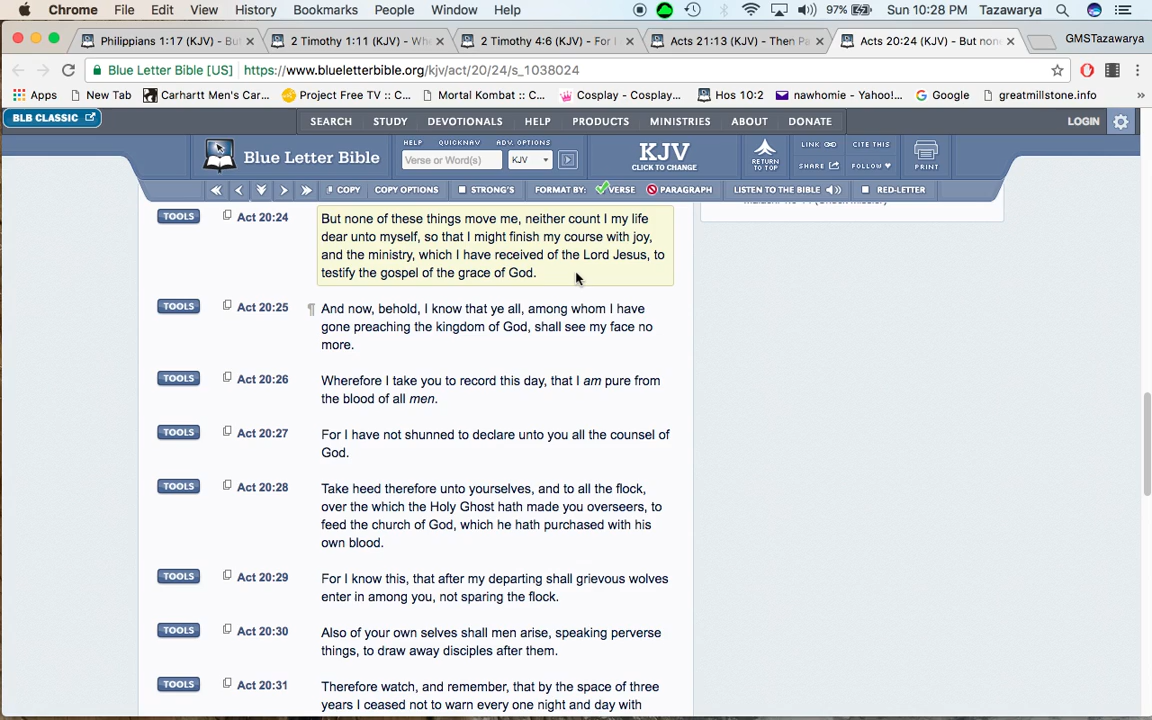 Chrome File Edit View History Bookmarks People Window Help 97% Sun 10:28 PM Tazawarya
Philippians 1:17 (KJV) - Bu 2 Timothy 1:11 (KJV) - Whe 2 Timothy 4:6 (KJV) - For I Acts 21:13 (KJV) - Then Pa Acts 20:24 (KJV) - But none GMSTazawarya
Blue Letter Bible [US] https://www.blueletterbible.org/kjv/act/20/24/s_1038024
Apps New Tab Carhartt Men's Car... Project Free TV :: C... Mortal Kombat :: C... Cosplay - Cosplay... Hos 10:2 nawhomie - Yahoo!... Google greatmillstone.info »
BLB CLASSIC SEARCH STUDY DEVOTIONALS HELP PRODUCTS MINISTRIES ABOUT DONATE LOGIN
HELP QUICKNAV ADV. OPTIONS
Blue Letter Bible Verse or Word(s) KJV KJV CLICK TO CHANGE RETURN TO TOP LINK CITE THIS SHARE FOLLOW PRINT
COPY COPY OPTIONS STRONG'S FORMAT BY: VERSE PARAGRAPH LISTEN TO THE BIBLE RED-LETTER
TOOLS Act 20:24 But none of these things move me, neither count I my life
dear unto myself, so that I might finish my course with joy,
and the ministry, which I have received of the Lord Jesus, to
testify the gospel of the grace of God.
TOOLS Act 20:25 ¶ And now, behold, I know that ye all, among whom I have
gone preaching the kingdom of God, shall see my face no
more.
TOOLS Act 20:26 Wherefore I take you to record this day, that I am pure from
the blood of all men.
TOOLS Act 20:27 For I have not shunned to declare unto you all the counsel of
God.
TOOLS Act 20:28 Take heed therefore unto yourselves, and to all the flock,
over the which the Holy Ghost hath made you overseers, to
feed the church of God, which he hath purchased with his
own blood.
TOOLS Act 20:29 For I know this, that after my departing shall grievous wolves
enter in among you, not sparing the flock.
TOOLS Act 20:30 Also of your own selves shall men arise, speaking perverse
things, to draw away disciples after them.
TOOLS Act 20:31 Therefore watch, and remember, that by the space of three
years I ceased not to warn every one night and day with